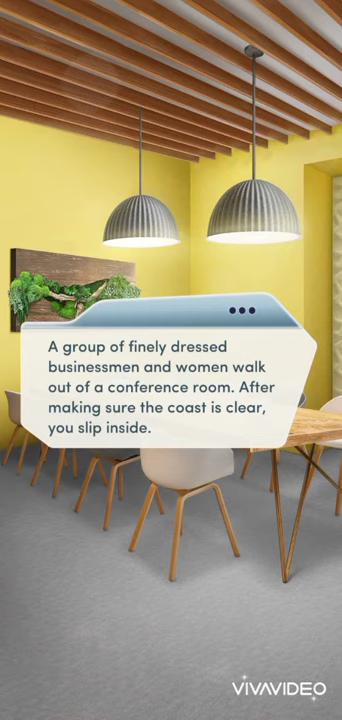 A group of finely dressed
businessmen and women walk
out of a conference room. After
making sure the coast is clear,
you slip inside.
VIVAVIDEO